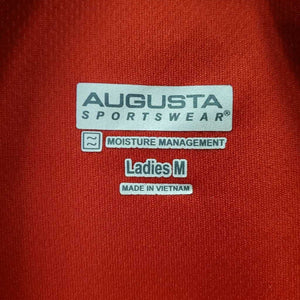 AUGUSTA
SPORTSWEAR®
MOISTURE MANAGEMENT
Ladies M
MADE IN VIETNAM